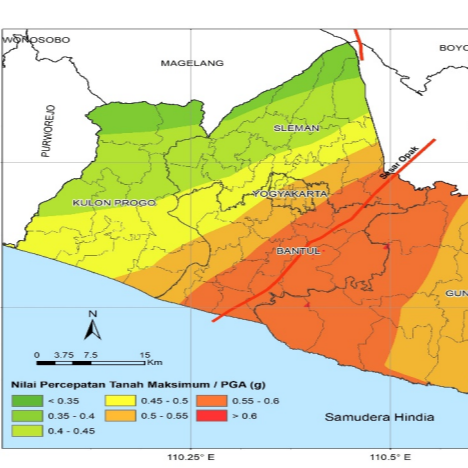 WONOSOBO
MAGELANG
BOYO
PURWOREJO
SLEMAN
Sesar Opak
YOGYAKARTA
KULON PROGO
BANTUL
GUN
N
0 3.75 7.5 15
Km
Nilai Percepatan Tanah Maksimum / PGA (g)
< 0.35 0.45 - 0.5 0.55 - 0.6
0.35 - 0.4 0.5 - 0.55 > 0.6
0.4 - 0.45
Samudera Hindia
110.25° E 110.5° E